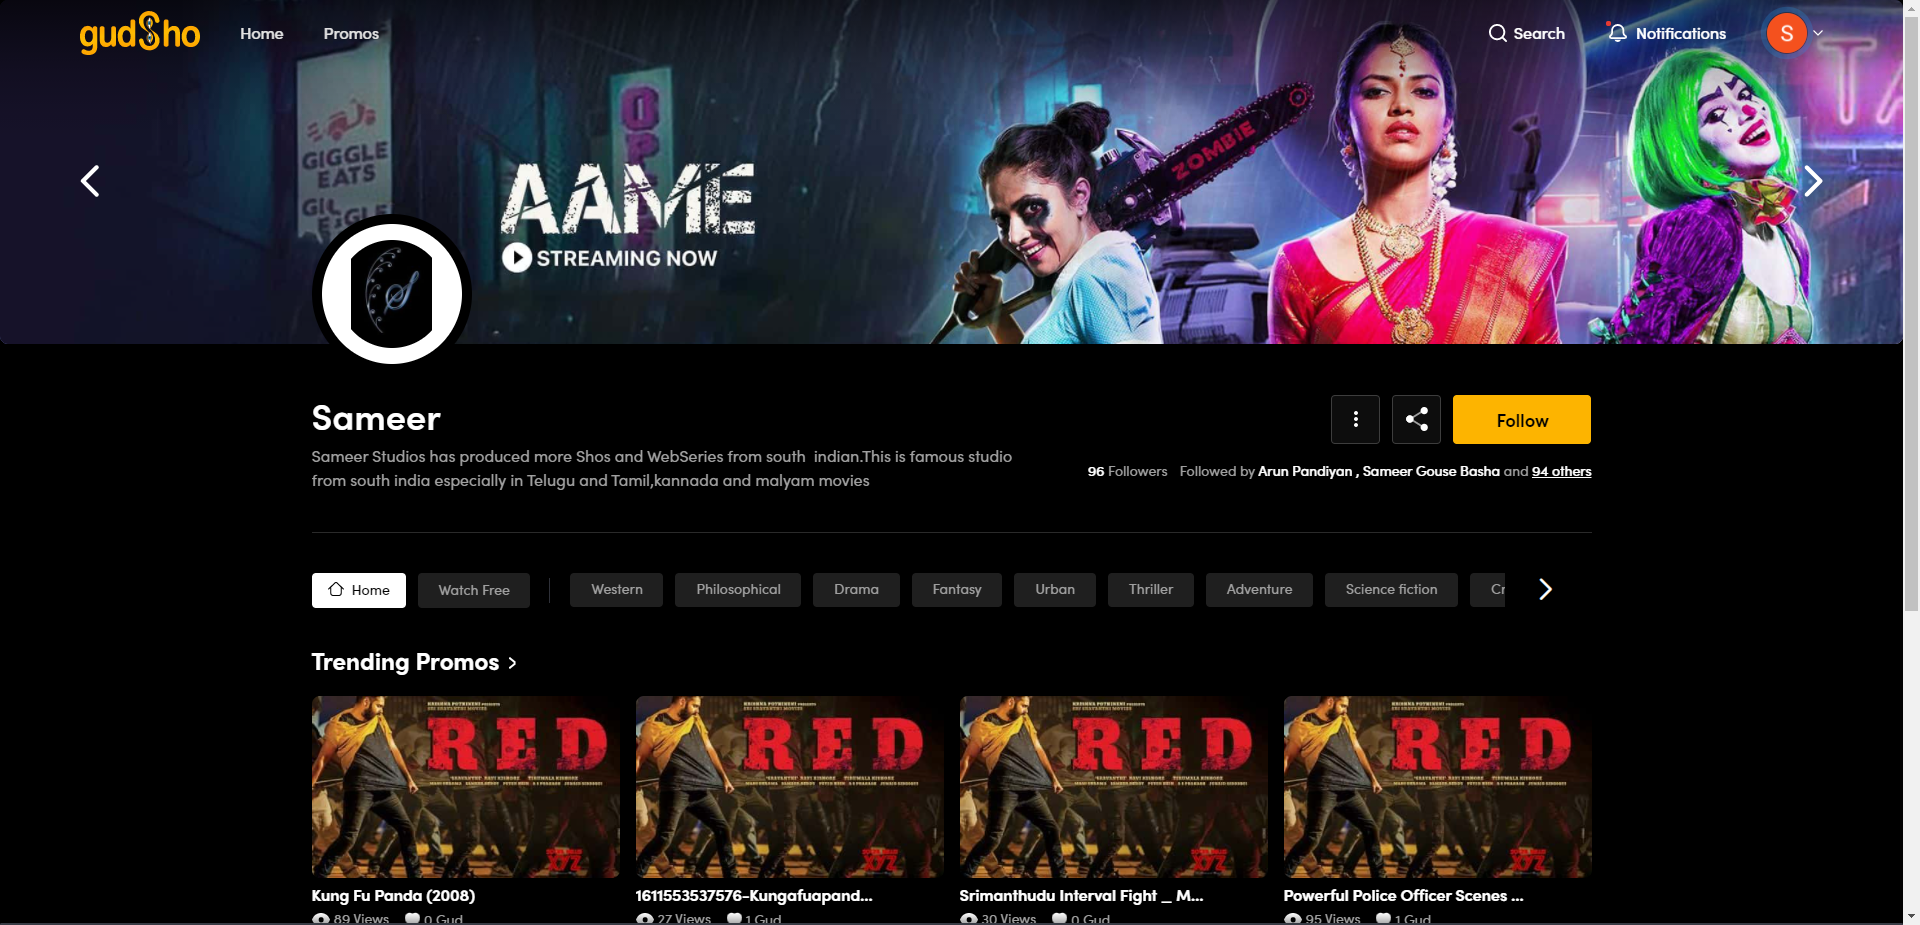 gudSho
Home
Promos
Search
Notifications
S
GIGGLE
EATS
OPE
ZOMBIE
TA
AAME
STREAMING NOW
Sameer
Sameer Studios has produced more Shos and WebSeries from south indian.This is famous studio
from south india especially in Telugu and Tamil,kannada and malyam movies
Follow
96 Followers Followed by Arun Pandiyan , Sameer Gouse Basha and 94 others
Home
Watch Free
Western
Philosophical
Drama
Fantasy
Urban
Thriller
Adventure
Science fiction
Cr
Trending Promos >
RED
RED
RED
RED
Kung Fu Panda (2008)
89 Views 0 Gud
1611553537576-Kungafuapand...
27 Views 1 Gud
Srimanthudu Interval Fight _ M...
30 Views 0 Gud
Powerful Police Officer Scenes ...
95 Views 1 Gud